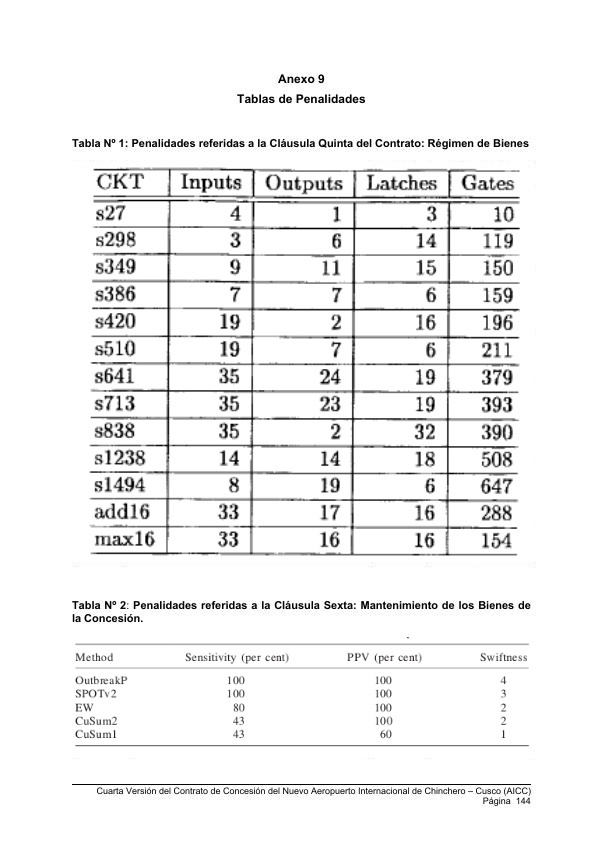 Anexo 9
Tablas de Penalidades
Tabla Nº 1: Penalidades referidas a la Cláusula Quinta del Contrato: Régimen de Bienes
CKT Inputs Outputs Latches Gates
s27 4 1 3 10
s298 3 6 14 119
s349 9 11 15 150
s386 7 7 6 159
s420 19 2 16 196
s510 19 7 6 211
s641 35 24 19 379
s713 35 23 19 393
s838 35 2 32 390
s1238 14 14 18 508
s1494 8 19 6 647
add16 33 17 16 288
max16 33 16 16 154
Tabla Nº 2: Penalidades referidas a la Cláusula Sexta: Mantenimiento de los Bienes de
la Concesión.
Method Sensitivity (per cent) PPV (per cent) Swiftness
OutbreakP 100 100 4
SPOTv2 100 100 3
EW 80 100 2
CuSum2 43 100 2
CuSum1 43 60 1
Cuarta Versión del Contrato de Concesión del Nuevo Aeropuerto Internacional de Chinchero – Cusco (AICC)
Página 144